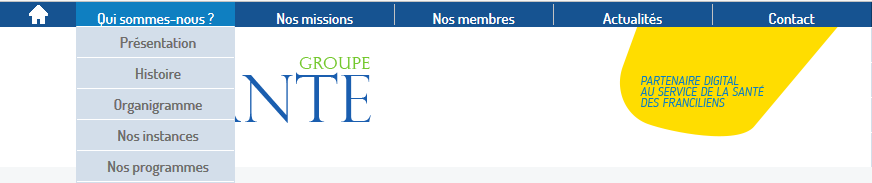 Qui sommes-nous ?
Nos missions
Nos membres
Actualités
Contact
Présentation
Histoire
Organigramme
Nos instances
Nos programmes
GROUPE
NTE
PARTENAIRE DIGITAL
AU SERVICE DE LA SANTÉ
DES FRANCILIENS